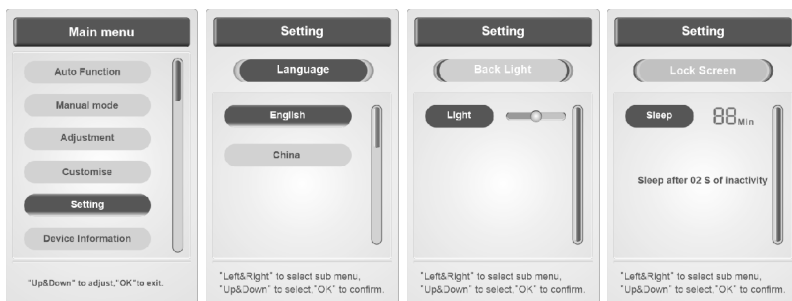 Main menu
Auto Function
Manual mode
Adjustment
Customise
Setting
Device Information
"Up&Down" to adjust,"OK"to exit.
Setting
Language
English
China
"Left&Right" to select sub menu,
"Up&Down" to select,"OK" to confirm.
Setting
Back Light
Light
"Left&Right" to select sub menu,
"Up&Down" to select,"OK" to confirm.
Setting
Lock Screen
Sleep 88 Min
Sleep after 02 S of inactivity
"Left&Right" to select sub menu,
"Up&Down" to select,"OK" to confirm.